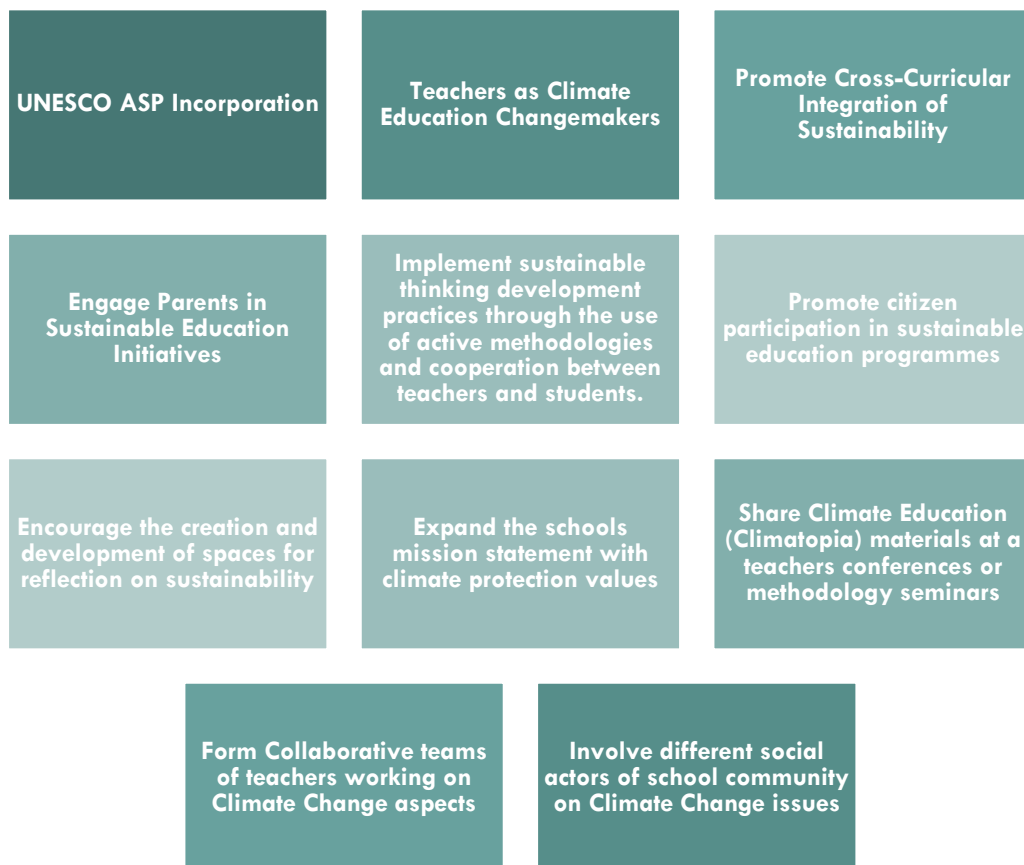 UNESCO ASP Incorporation
Teachers as Climate
Education Changemakers
Promote Cross-Curricular
Integration of
Sustainability
Engage Parents in
Sustainable Education
Initiatives
Implement sustainable
thinking development
practices through the use
of active methodologies
and cooperation between
teachers and students.
Promote citizen
participation in sustainable
education programmes
Encourage the creation and
development of spaces for
reflection on sustainability
Expand the schools
mission statement with
climate protection values
Share Climate Education
(Climatopia) materials at a
teachers conferences or
methodology seminars
Form Collaborative teams
of teachers working on
Climate Change aspects
Involve different social
actors of school community
on Climate Change issues